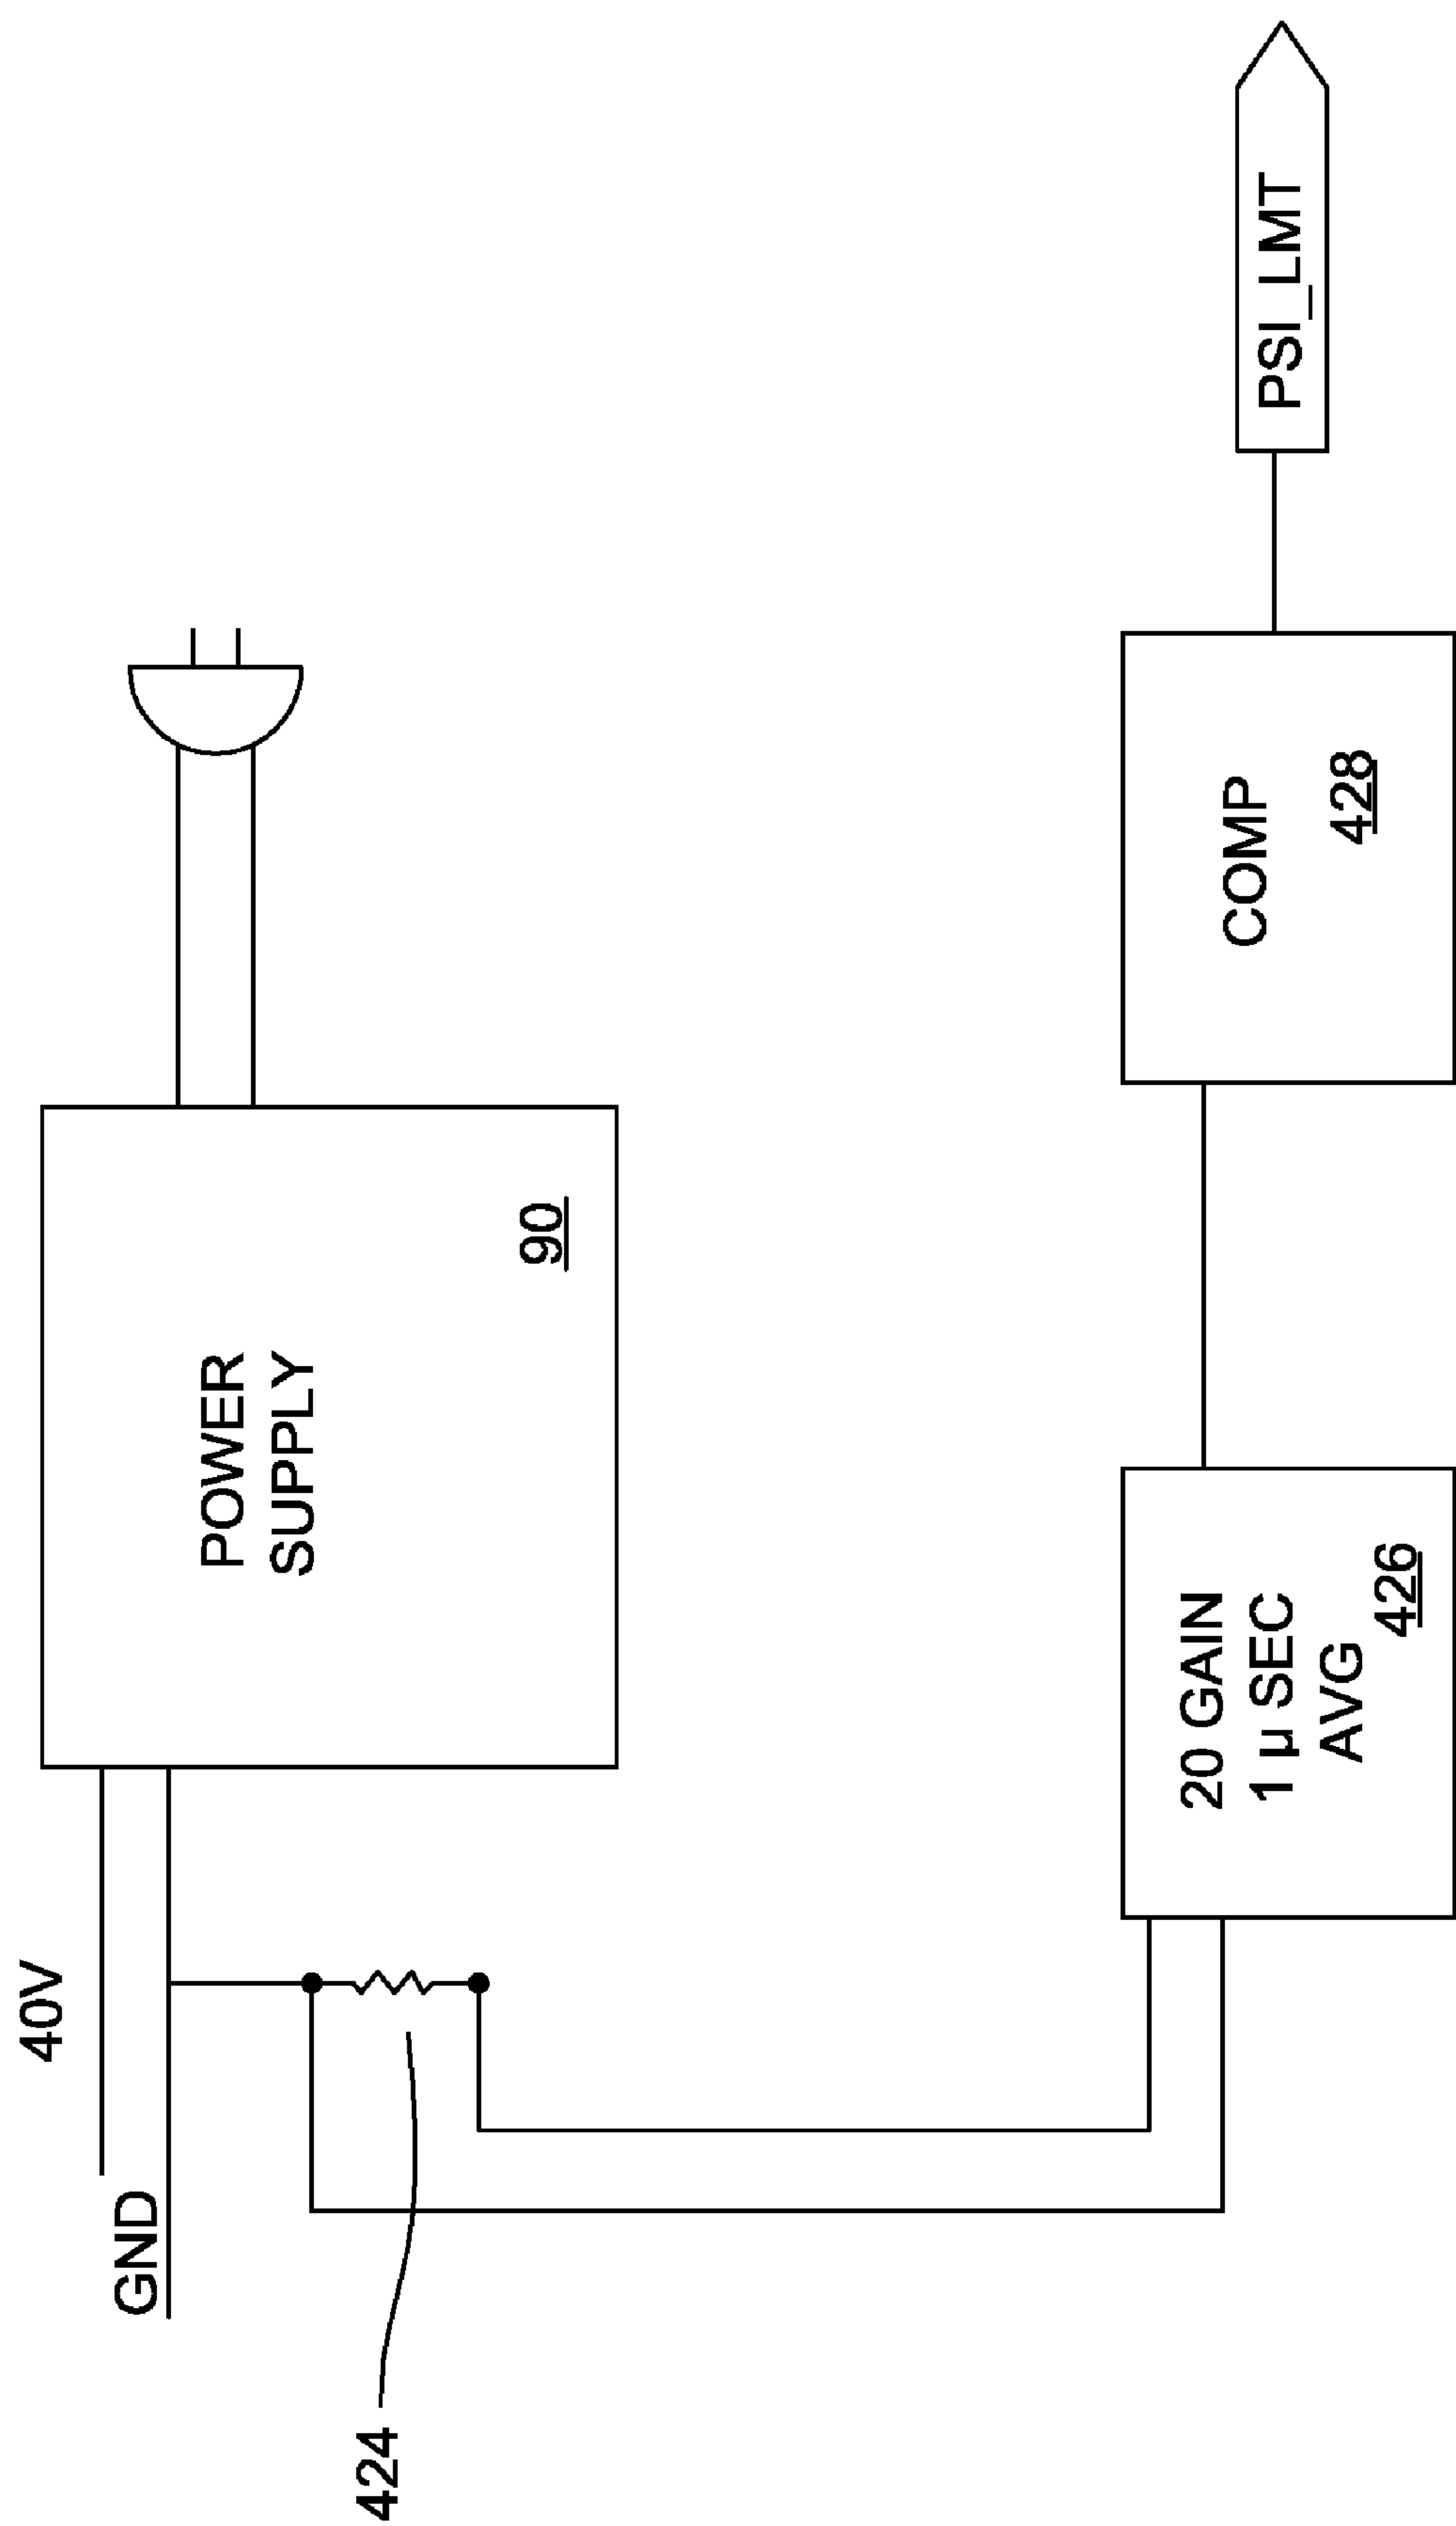 40V
GND
POWER
SUPPLY
90
424
20 GAIN
1 µ SEC
AVG
426
COMP
428
PSI_LMT